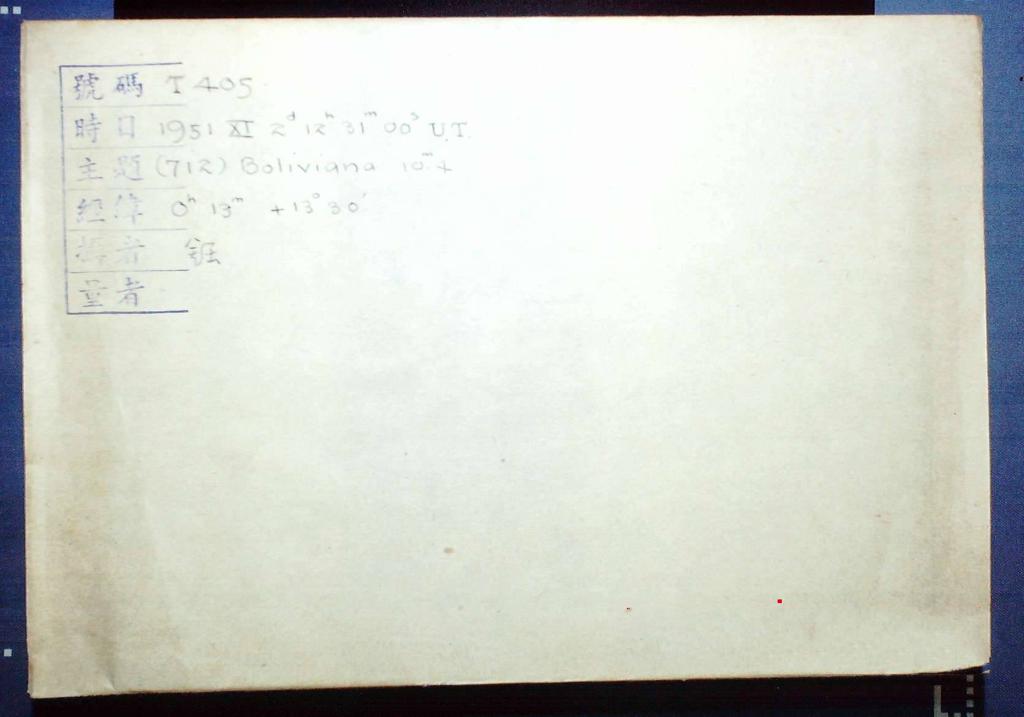 號碼 T 405
時日 1951 XI 2ᵈ 12ʰ 31ᵐ 00ˢ U.T.
主題 (712) Boliviana 10ᵐ.4
經緯 0ʰ 13ᵐ +13° 30′
攝者
量者